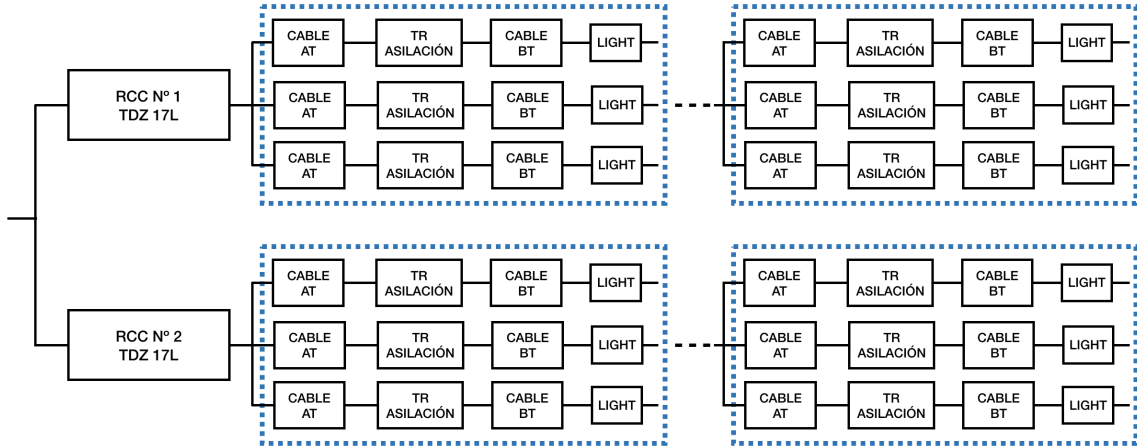 CABLE
AT
TR
ASILACIÓN
CABLE
BT
LIGHT
CABLE
AT
TR
ASILACIÓN
CABLE
BT
LIGHT
RCC Nº 1
TDZ 17L
CABLE
AT
TR
ASILACIÓN
CABLE
BT
LIGHT
CABLE
AT
TR
ASILACIÓN
CABLE
BT
LIGHT
CABLE
AT
TR
ASILACIÓN
CABLE
BT
LIGHT
CABLE
AT
TR
ASILACIÓN
CABLE
BT
LIGHT
CABLE
AT
TR
ASILACIÓN
CABLE
BT
LIGHT
CABLE
AT
TR
ASILACIÓN
CABLE
BT
LIGHT
RCC Nº 2
TDZ 17L
CABLE
AT
TR
ASILACIÓN
CABLE
BT
LIGHT
CABLE
AT
TR
ASILACIÓN
CABLE
BT
LIGHT
CABLE
AT
TR
ASILACIÓN
CABLE
BT
LIGHT
CABLE
AT
TR
ASILACIÓN
CABLE
BT
LIGHT